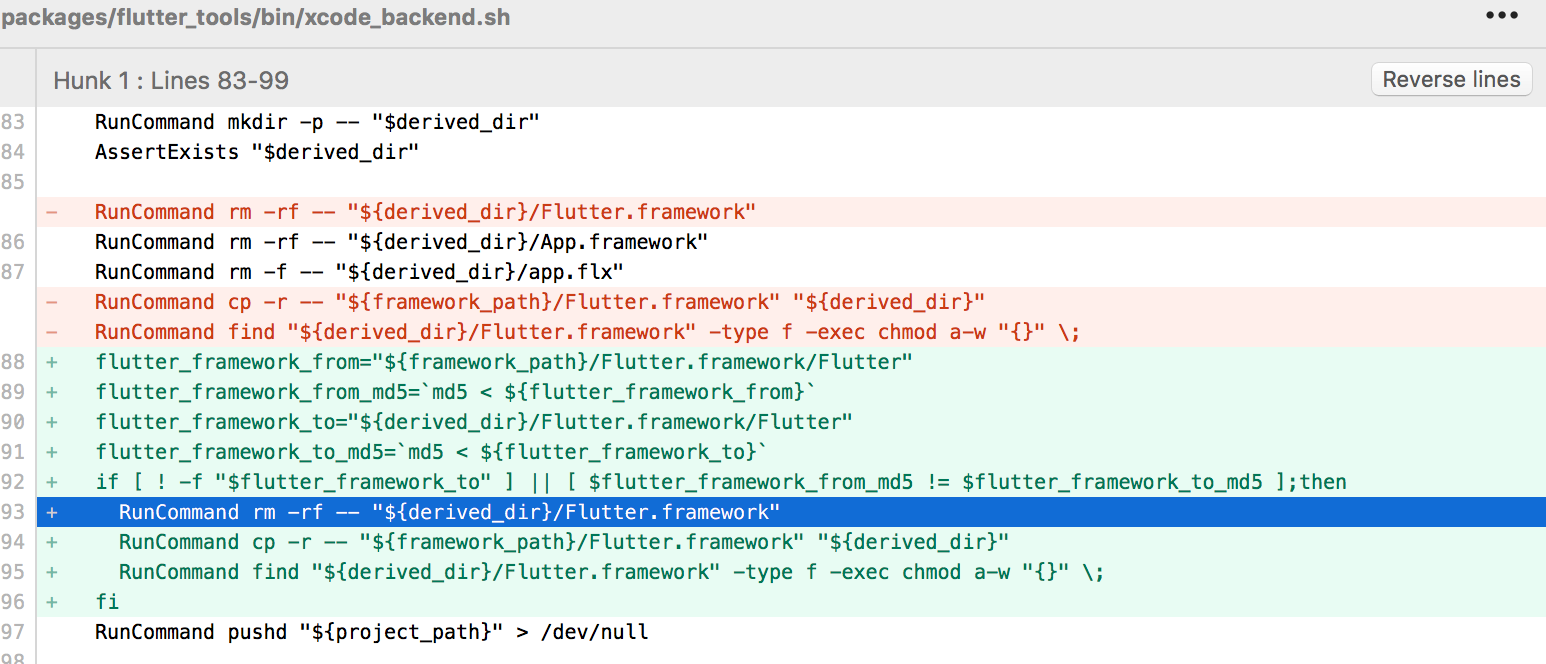 packages/flutter_tools/bin/xcode_backend.sh
Hunk 1 : Lines 83-99
Reverse lines
83 RunCommand mkdir -p -- "$derived_dir"
84 AssertExists "$derived_dir"
85
- RunCommand rm -rf -- "${derived_dir}/Flutter.framework"
86 RunCommand rm -rf -- "${derived_dir}/App.framework"
87 RunCommand rm -f -- "${derived_dir}/app.flx"
- RunCommand cp -r -- "${framework_path}/Flutter.framework" "${derived_dir}"
- RunCommand find "${derived_dir}/Flutter.framework" -type f -exec chmod a-w "{}" \;
88 + flutter_framework_from="${framework_path}/Flutter.framework/Flutter"
89 + flutter_framework_from_md5=`md5 < ${flutter_framework_from}`
90 + flutter_framework_to="${derived_dir}/Flutter.framework/Flutter"
91 + flutter_framework_to_md5=`md5 < ${flutter_framework_to}`
92 + if [ ! -f "$flutter_framework_to" ] || [ $flutter_framework_from_md5 != $flutter_framework_to_md5 ];then
93 + RunCommand rm -rf -- "${derived_dir}/Flutter.framework"
94 + RunCommand cp -r -- "${framework_path}/Flutter.framework" "${derived_dir}"
95 + RunCommand find "${derived_dir}/Flutter.framework" -type f -exec chmod a-w "{}" \;
96 + fi
97 RunCommand pushd "${project_path}" > /dev/null
98